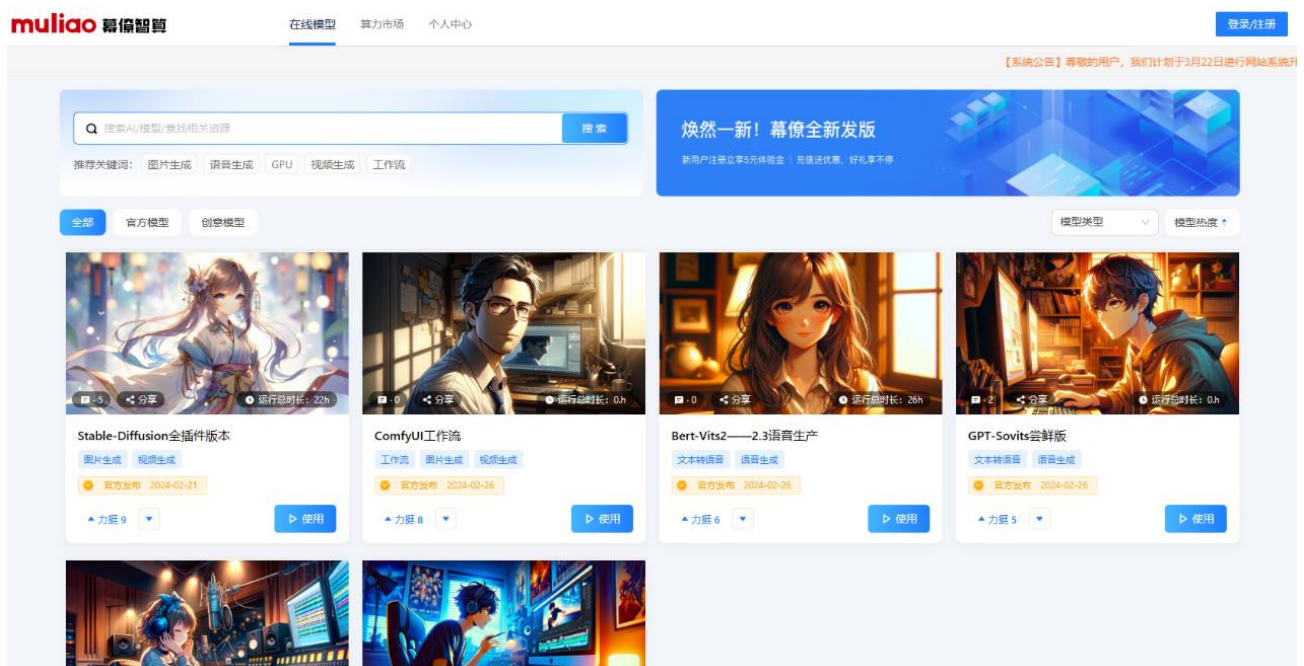 muliao 幕僚智算
在线模型 算力市场 个人中心
登录/注册
【系统公告】尊敬的用户，我们计划于3月22日进行网站系统升
搜索AI/模型/查找相关资源
搜索
推荐关键词： 图片生成 语音生成 GPU 视频生成 工作流
焕然一新！幕僚全新发版
新用户注册立享5元体验金 | 充值送优惠，好礼享不停
全部 官方模型 创意模型
模型类型 模型热度
5 分享 运行总时长：22h
0 分享 运行总时长：0.h
0 分享 运行总时长：26h
2 分享 运行总时长：0.h
Stable-Diffusion全插件版本
图片生成 视频生成
官方发布 2024-02-21
力挺 9
使用
ComfyUI工作流
工作流 图片生成 视频生成
官方发布 2024-02-26
力挺 8
使用
Bert-Vits2——2.3语音生产
文本转语音 语音生成
官方发布 2024-02-26
力挺 6
使用
GPT-Sovits尝鲜版
文本转语音 语音生成
官方发布 2024-02-26
力挺 5
使用